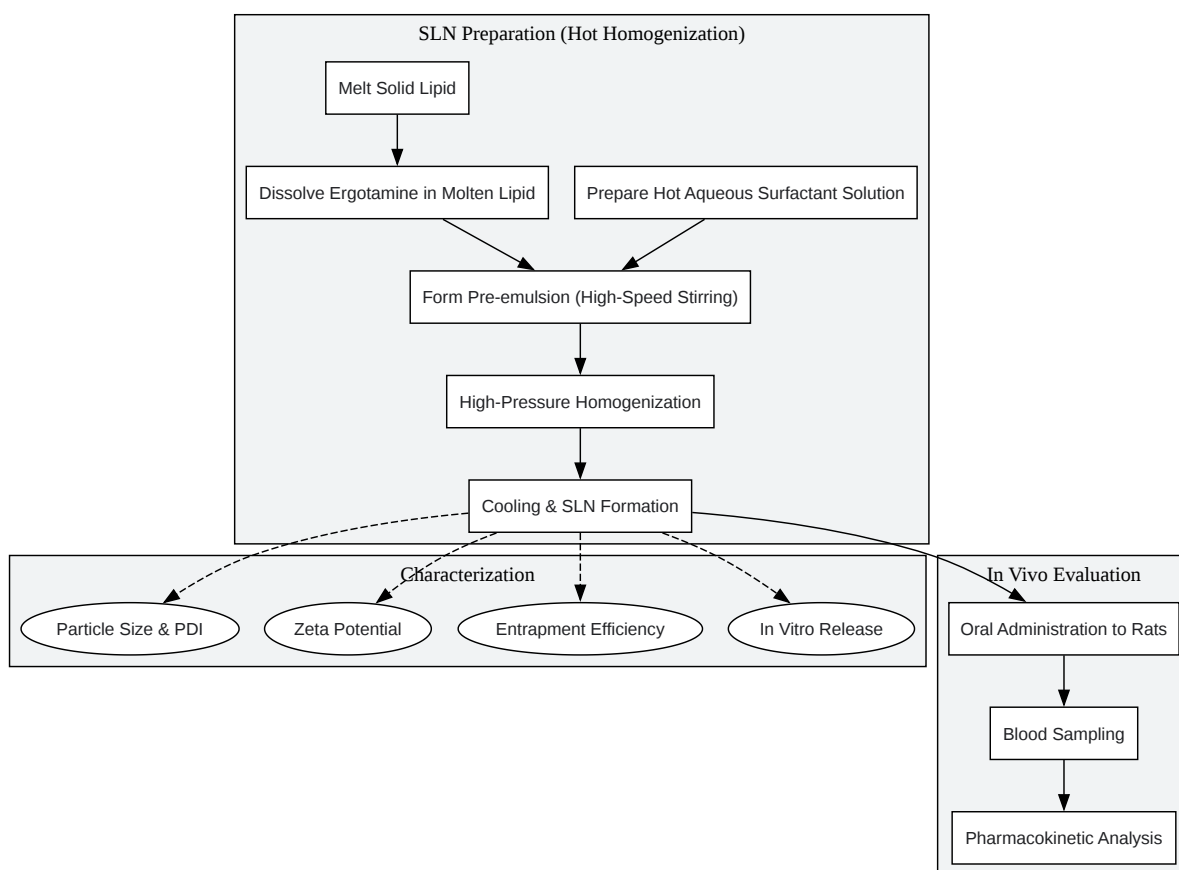 SLN Preparation (Hot Homogenization)
Melt Solid Lipid
Dissolve Ergotamine in Molten Lipid
Prepare Hot Aqueous Surfactant Solution
Form Pre-emulsion (High-Speed Stirring)
High-Pressure Homogenization
Cooling & SLN Formation
Characterization
Particle Size & PDI
Zeta Potential
Entrapment Efficiency
In Vitro Release
In Vivo Evaluation
Oral Administration to Rats
Blood Sampling
Pharmacokinetic Analysis